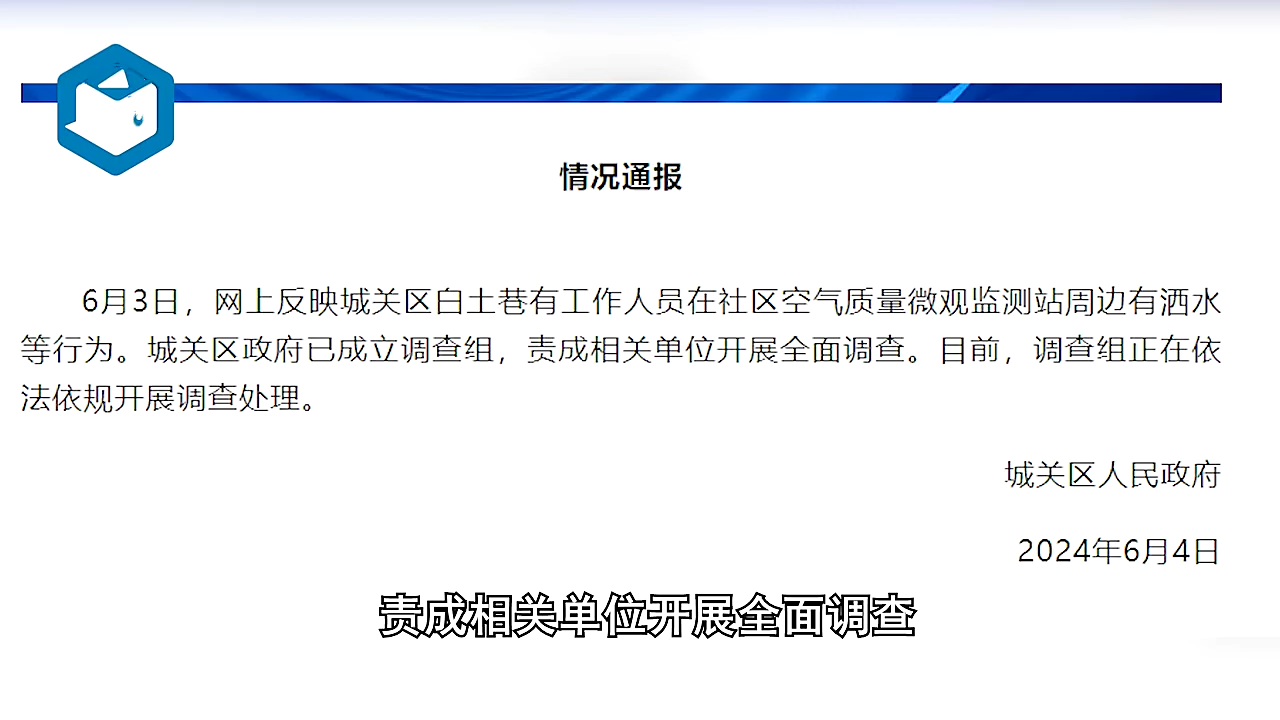 情况通报
6月3日，网上反映城关区白土巷有工作人员在社区空气质量微观监测站周边有洒水
等行为。城关区政府已成立调查组，责成相关单位开展全面调查。目前，调查组正在依
法依规开展调查处理。
城关区人民政府
2024年6月4日
责成相关单位开展全面调查